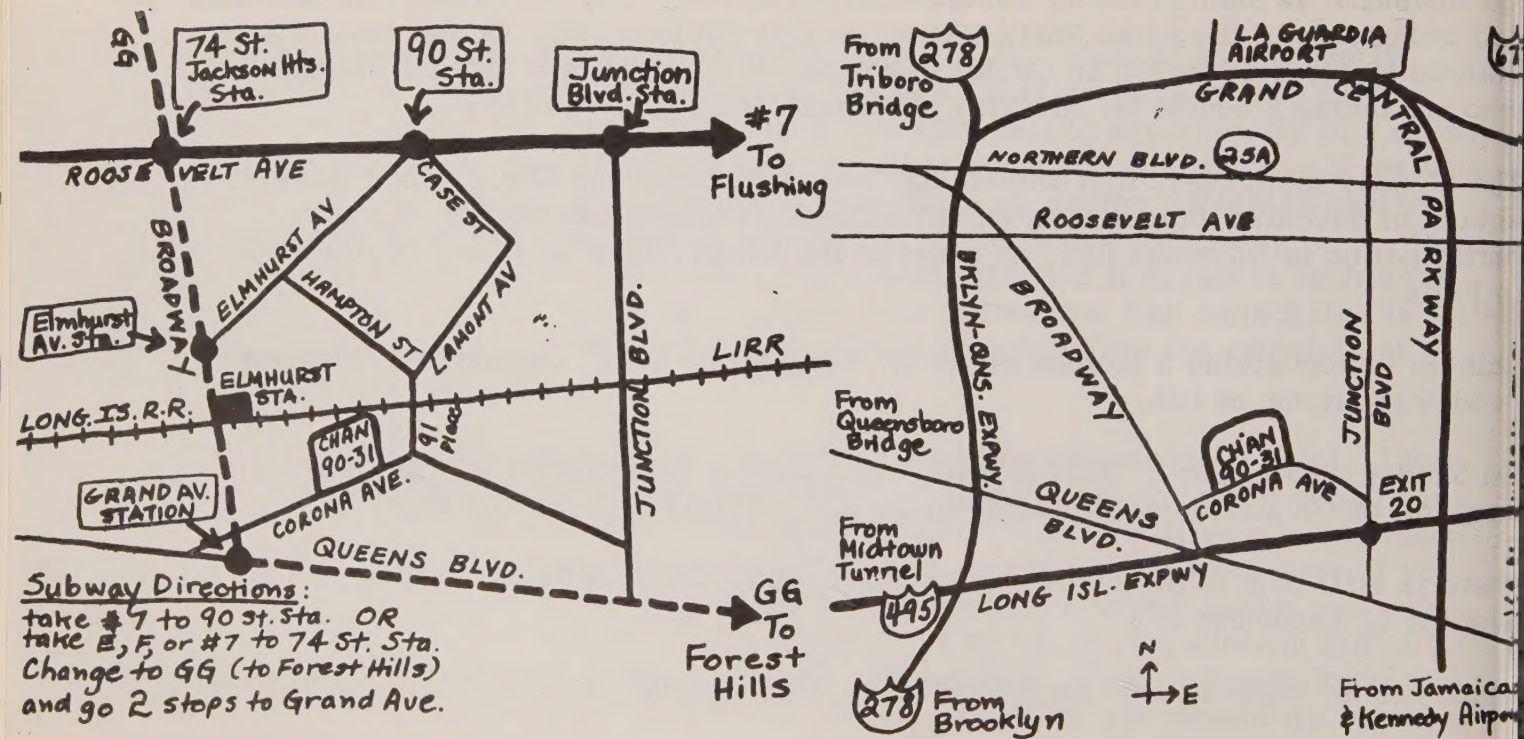 GG
74 St.
Jackson Hts.
Sta.
90 St.
Sta.
Junction
Blvd. Sta.
#7
To
Flushing
ROOSEVELT AVE
BROADWAY
ELMHURST AV
CASE ST
HAMPTON ST
LAMONT AV
Elmhurst
Av. Sta.
ELMHURST
STA.
LONG. IS. R.R.
LIRR
JUNCTION BLVD.
CHAN
90-31
91 Place
CORONA AVE.
GRAND AV.
STATION
QUEENS BLVD.
GG
To
Forest
Hills
Subway Directions:
take #7 to 90 St. Sta. OR
take E, F, or #7 to 74 St. Sta.
Change to GG (to Forest Hills)
and go 2 stops to Grand Ave.
From
Triboro
Bridge
278
LA GUARDIA
AIRPORT
GRAND CENTRAL PARKWAY
NORTHERN BLVD. 25A
ROOSEVELT AVE
BKLYN-QNS. EXPWY.
BROADWAY
JUNCTION
BLVD
From
Queensboro
Bridge
CHAN
90-31
CORONA AVE
EXIT
20
QUEENS
BLVD.
From
Midtown
Tunnel
495
LONG ISL. EXPWY
278
From
Brooklyn
N
E
From Jamaica
& Kennedy